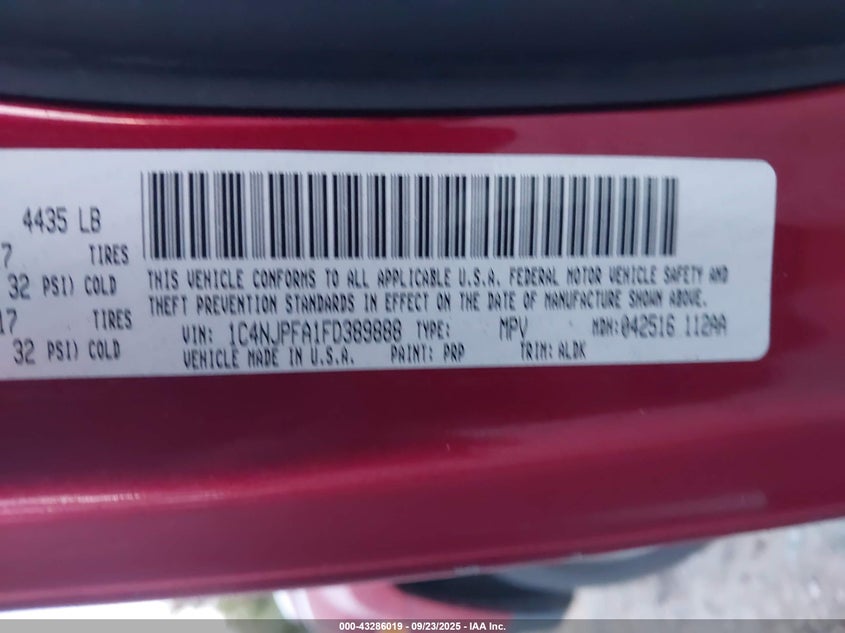 4435 LB
7 TIRES
32 PSI) COLD
17 TIRES
32 PSI) COLD
THIS VEHICLE CONFORMS TO ALL APPLICABLE U.S.A. FEDERAL MOTOR VEHICLE SAFETY AND
THEFT PREVENTION STANDARDS IN EFFECT ON THE DATE OF MANUFACTURE SHOWN ABOVE.
VIN: 1C4NJPFA1FD389888 TYPE: MPV MDH:042516 112AA
VEHICLE MADE IN U.S.A. PAINT: PRP TRIM: ALDK
000-43286019 - 09/23/2025 - IAA Inc.